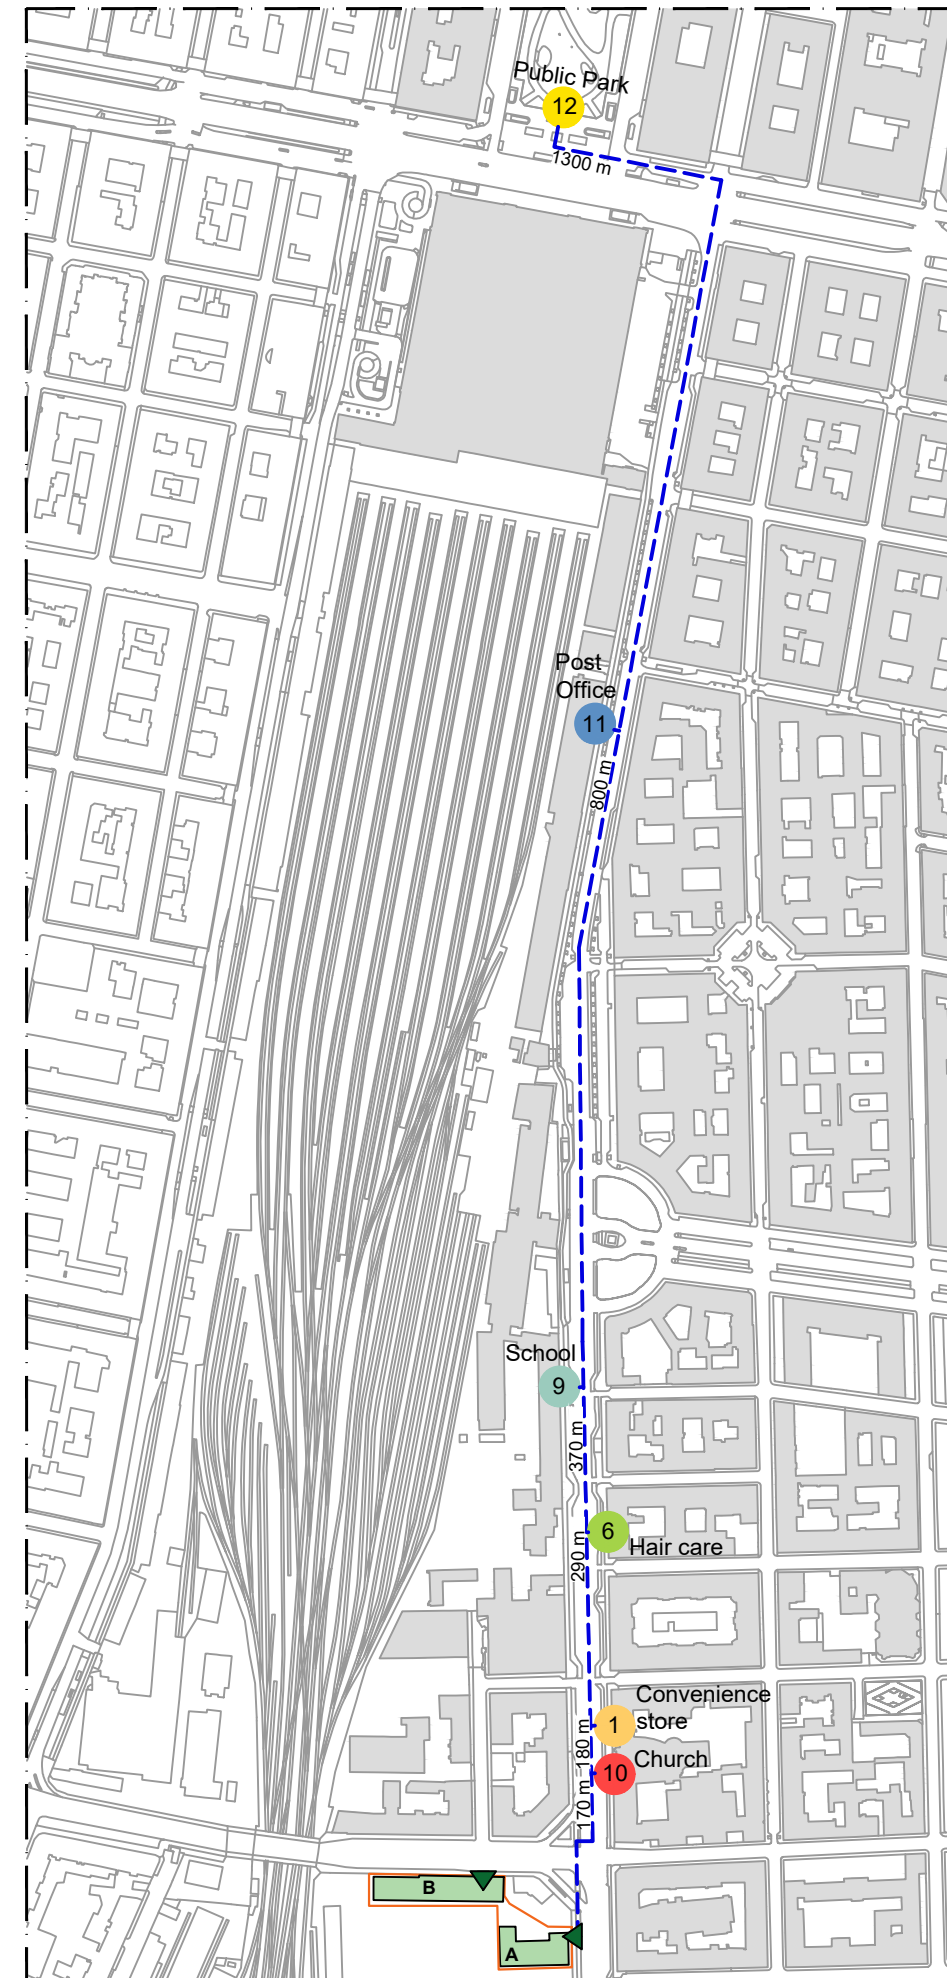 Public Park
12
1300 m
Post
Office
11
800 m
School
9
370 m
6
Hair care
290 m
Convenience
1
store
180 m
Church
10
170 m
B
A